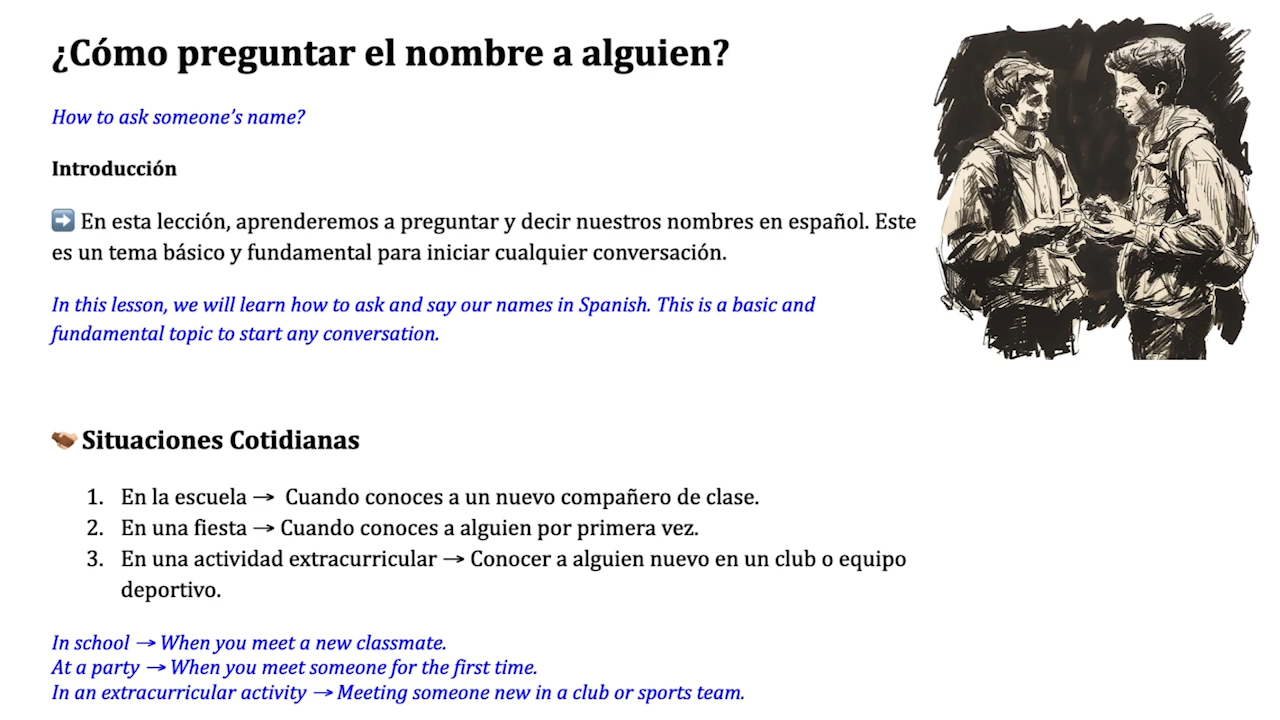 ¿Cómo preguntar el nombre a alguien?
How to ask someone's name?
Introducción
➡️ En esta lección, aprenderemos a preguntar y decir nuestros nombres en español. Este
es un tema básico y fundamental para iniciar cualquier conversación.
In this lesson, we will learn how to ask and say our names in Spanish. This is a basic and
fundamental topic to start any conversation.
Situaciones Cotidianas
1. En la escuela → Cuando conoces a un nuevo compañero de clase.
2. En una fiesta → Cuando conoces a alguien por primera vez.
3. En una actividad extracurricular → Conocer a alguien nuevo en un club o equipo
deportivo.
In school → When you meet a new classmate.
At a party → When you meet someone for the first time.
In an extracurricular activity → Meeting someone new in a club or sports team.